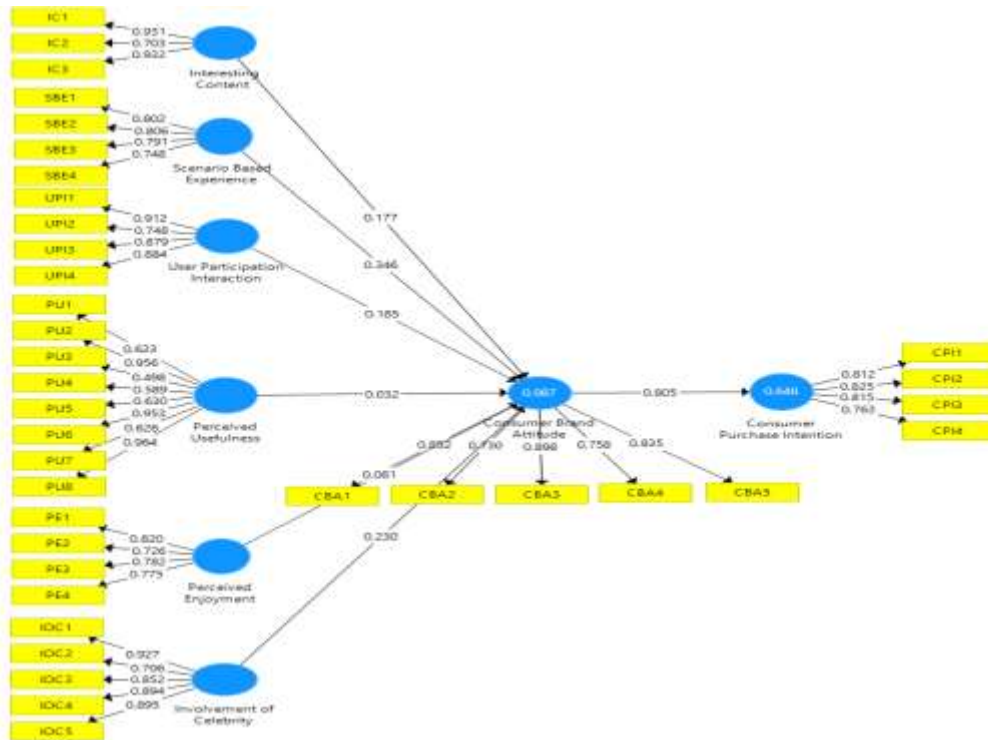 IC1
IC2
IC3
0.931
0.703
0.922
Interesting
Content
SBE1
SBE2
SBE3
SBE4
0.802
0.806
0.791
0.748
Scenario Based
Experience
UPI1
UPI2
UPI3
UPI4
0.912
0.748
0.879
0.884
User Participation
Interaction
0.177
0.346
0.185
PU1
PU2
PU3
PU4
PU5
PU6
PU7
PU8
0.623
0.956
0.498
0.589
0.630
0.953
0.626
0.964
Perceived
Usefulness
0.032
Consumer Brand
Attitude
0.805
Consumer
Purchase Intention
CPI1
CPI2
CPI3
CPI4
0.812
0.825
0.815
0.763
0.730
0.898
0.758
0.835
0.061
CBA1
CBA2
CBA3
CBA4
CBA5
PE1
PE2
PE3
PE4
0.820
0.726
0.782
0.775
Perceived
Enjoyment
0.230
IOC1
IOC2
IOC3
IOC4
IOC5
0.927
0.706
0.852
0.894
0.895
Involvement of
Celebrity